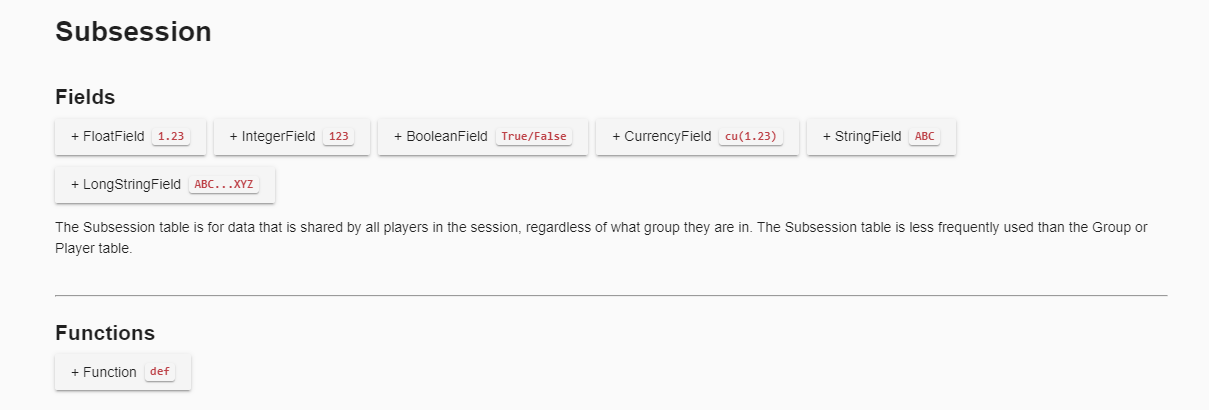 Subsession
Fields
+ FloatField 1.23 + IntegerField 123 + BooleanField True/False + CurrencyField cu(1.23) + StringField ABC
+ LongStringField ABC...XYZ
The Subsession table is for data that is shared by all players in the session, regardless of what group they are in. The Subsession table is less frequently used than the Group or
Player table.
Functions
+ Function def